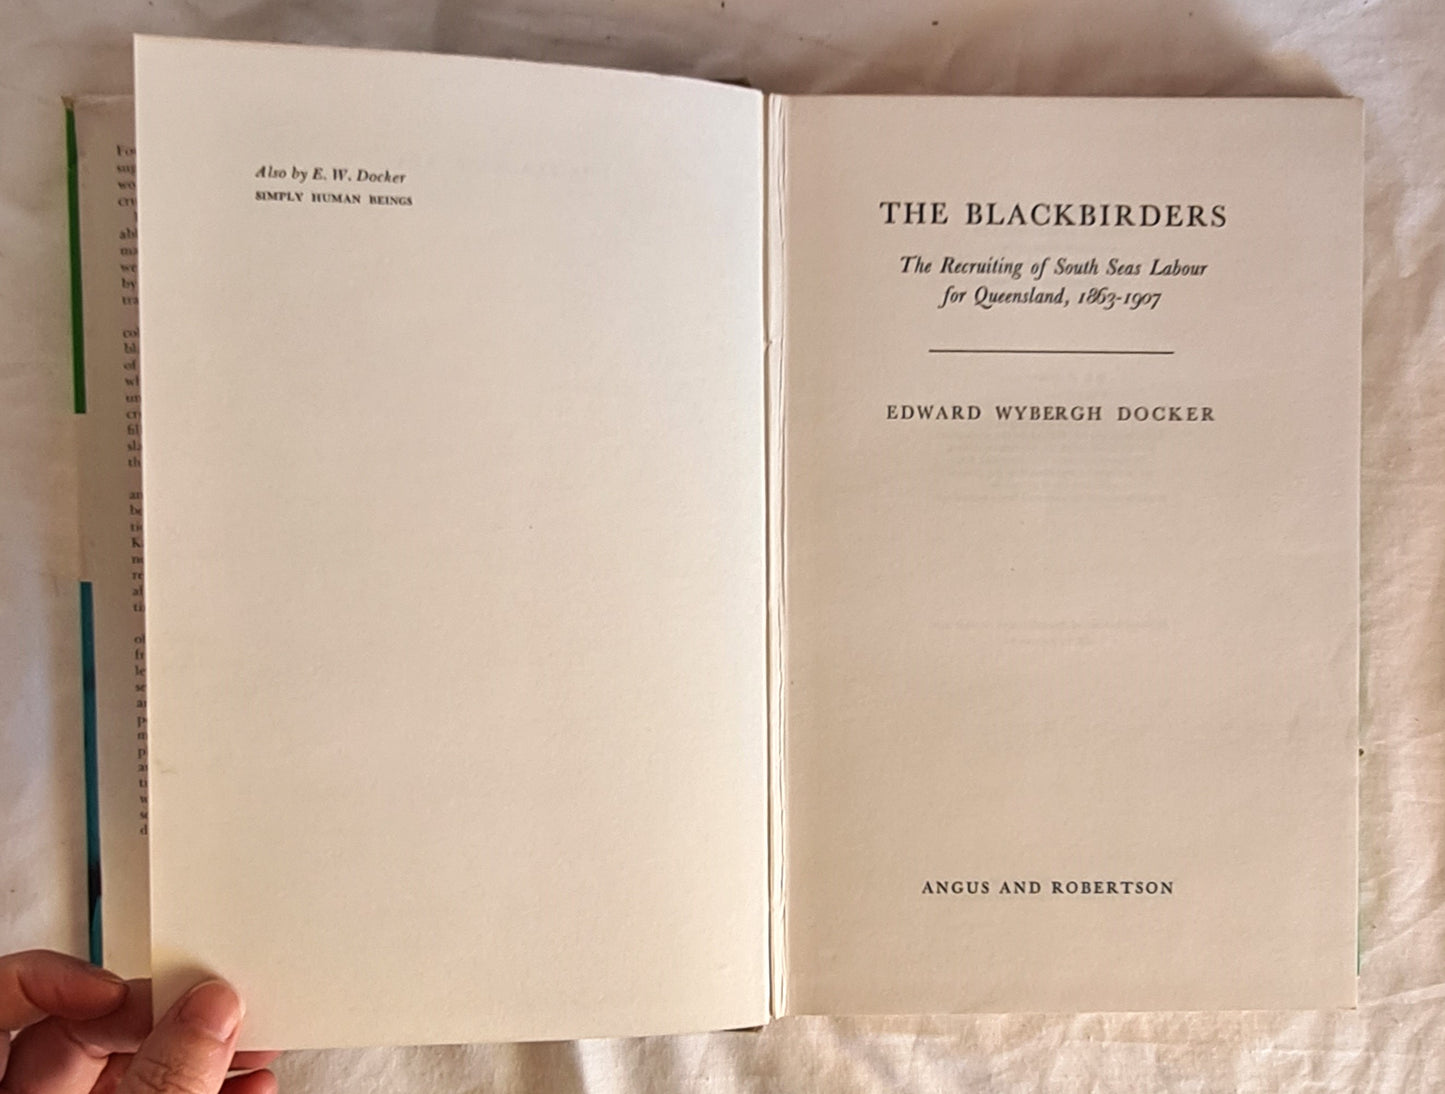 Also by E. W. Docker
SIMPLY HUMAN BEINGS
THE BLACKBIRDERS
The Recruiting of South Seas Labour
for Queensland, 1863-1907
EDWARD WYBERGH DOCKER
ANGUS AND ROBERTSON